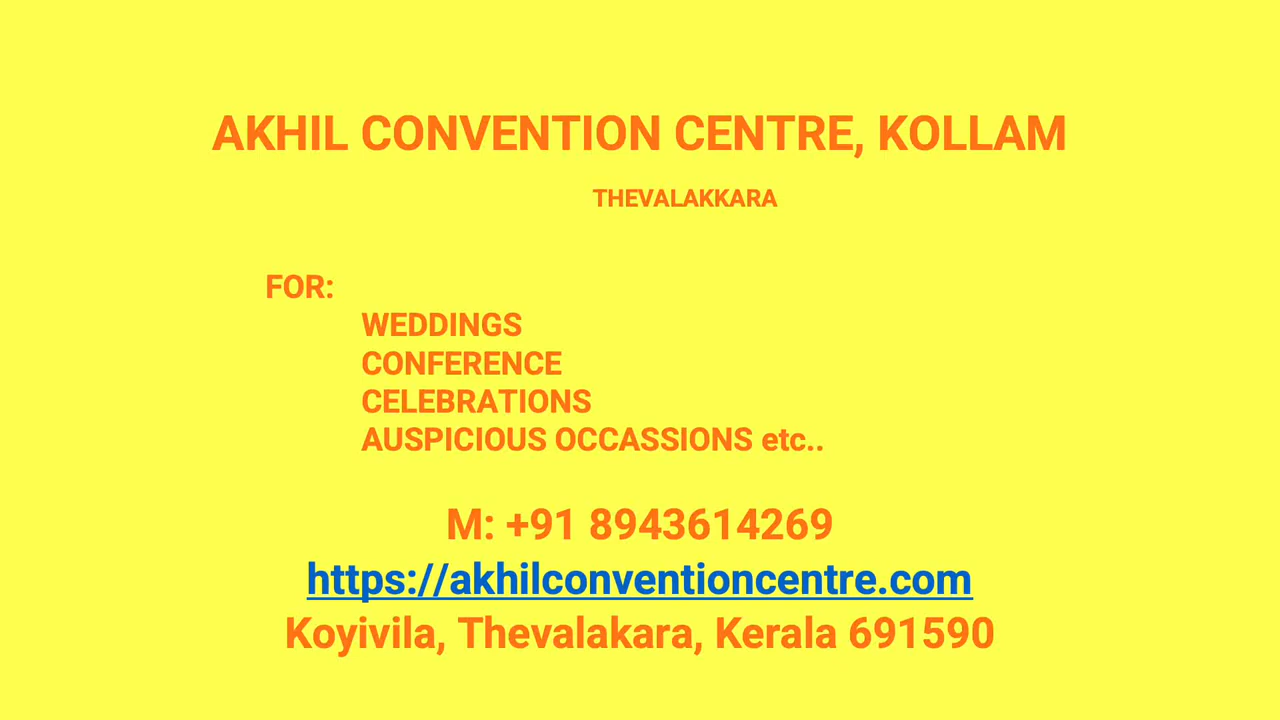 AKHIL CONVENTION CENTRE, KOLLAM
THEVALAKKARA
FOR:
WEDDINGS
CONFERENCE
CELEBRATIONS
AUSPICIOUS OCCASSIONS etc..
M: +91 8943614269
https://akhilconventioncentre.com
Koyivila, Thevalakara, Kerala 691590